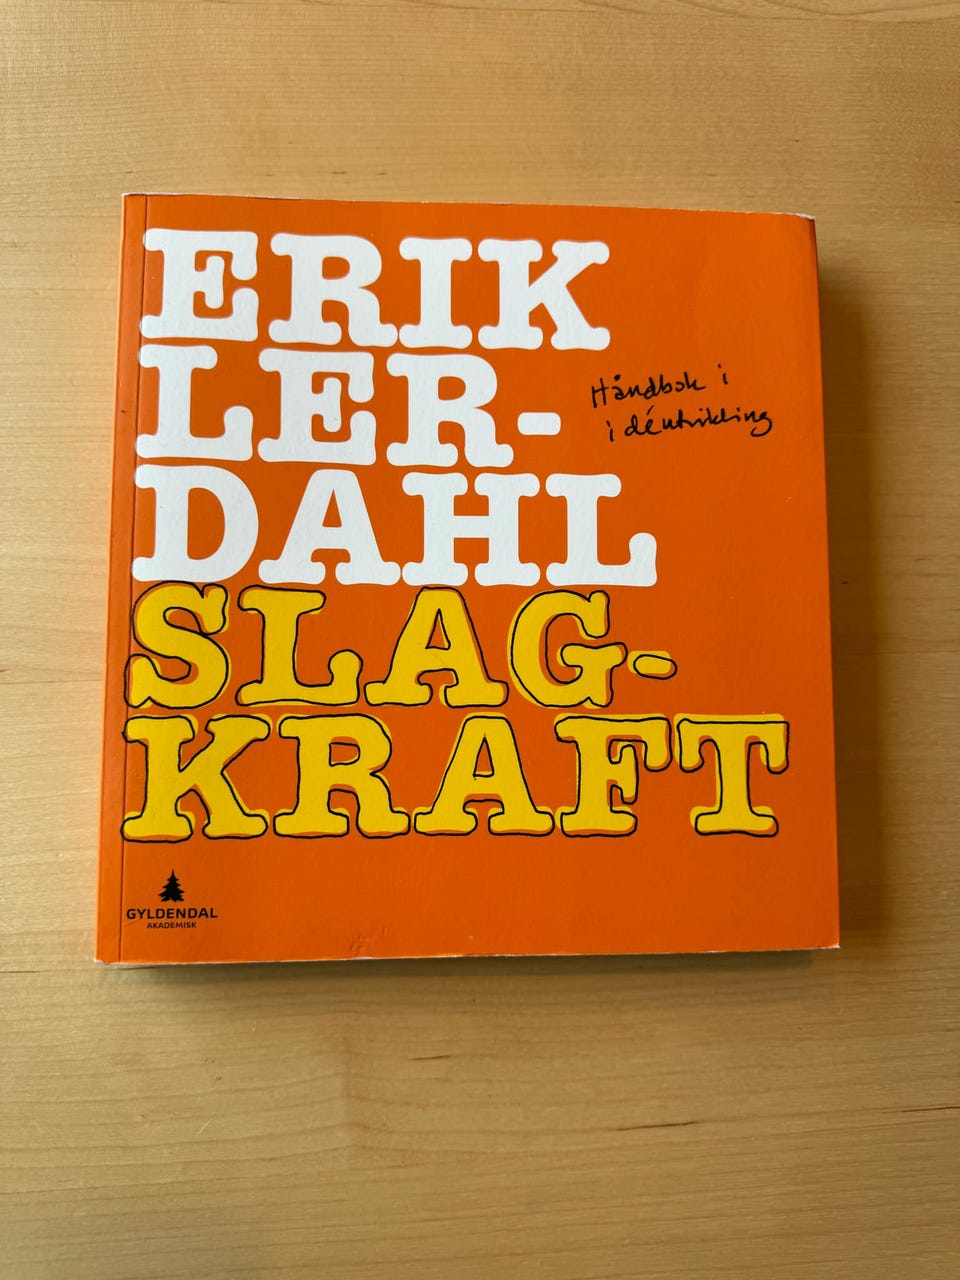 ERIK
LER-
DAHL
Håndbok i
idéutvikling
SLAG-
KRAFT
GYLDENDAL
AKADEMISK